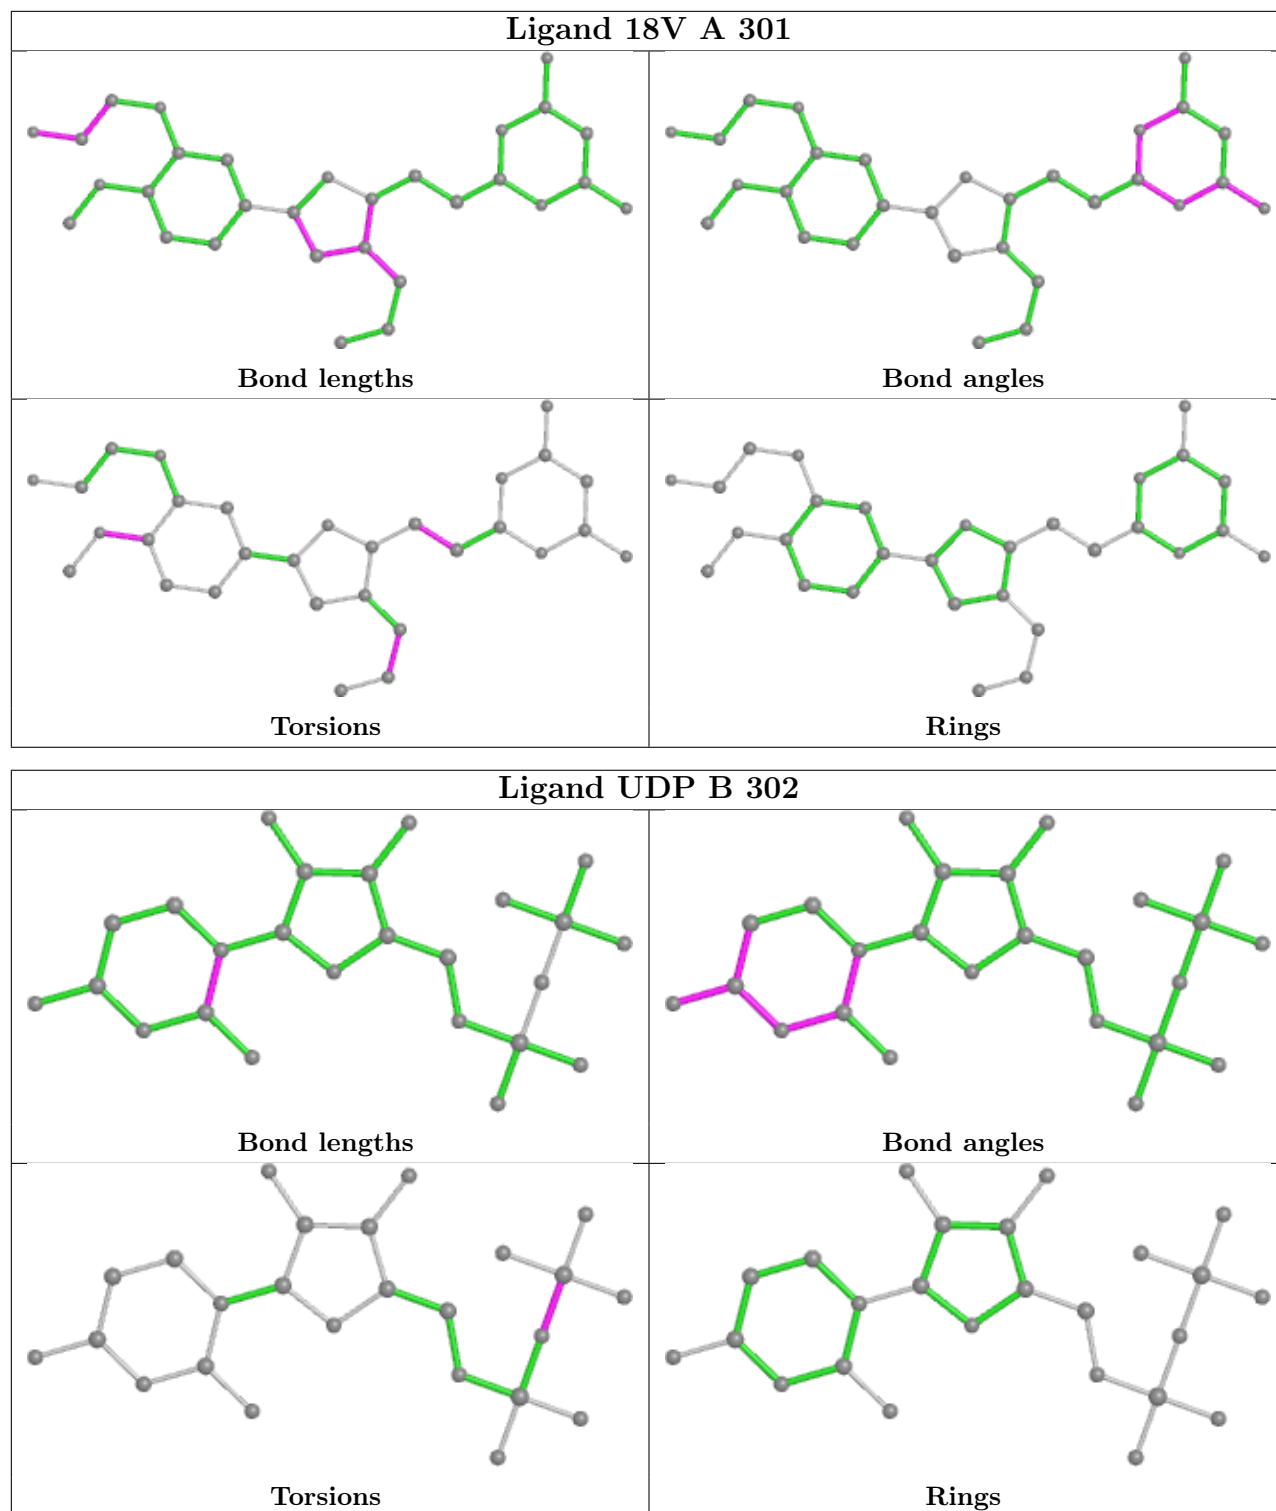 Ligand 18V A 301
Bond lengths
Bond angles
Torsions
Rings
Ligand UDP B 302
Bond lengths
Bond angles
Torsions
Rings